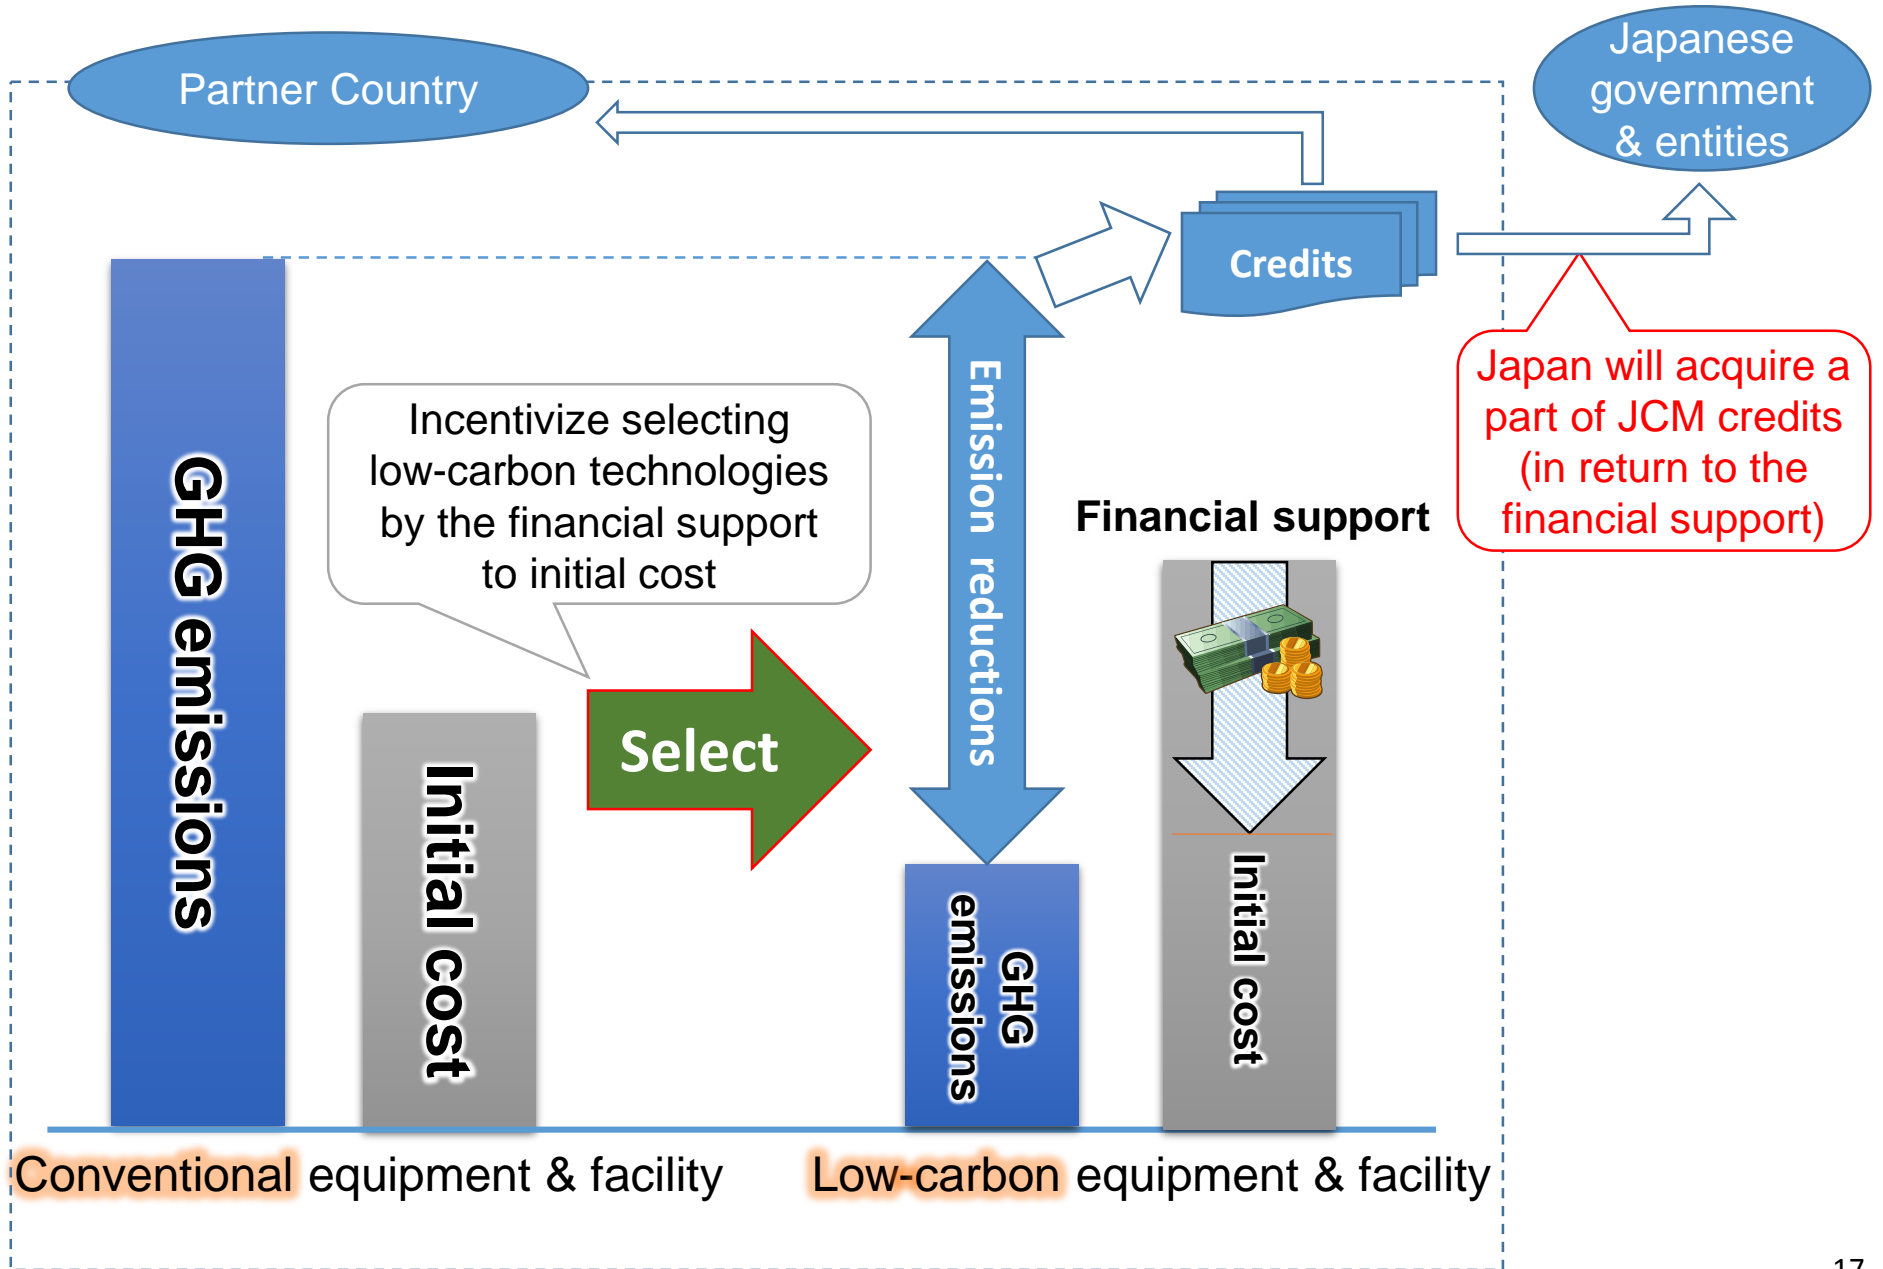 Partner Country
Japanese
government
& entities
Credits
Japan will acquire a
part of JCM credits
(in return to the
financial support)
Incentivize selecting
low-carbon technologies
by the financial support
to initial cost
Select
Emission reductions
Financial support
GHG emissions
Initial cost
GHG
emissions
Initial cost
Conventional equipment & facility
Low-carbon equipment & facility
17